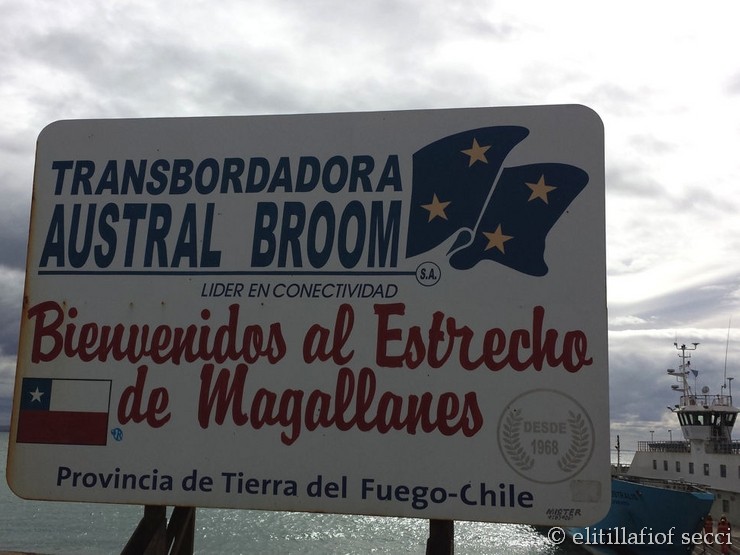 TRANSBORDADORA
AUSTRAL BROOM
S.A.
LIDER EN CONECTIVIDAD
Bienvenidos al Estrecho
de Magallanes
DESDE
1968
Provincia de Tierra del Fuego-Chile
© elitillafiof secci